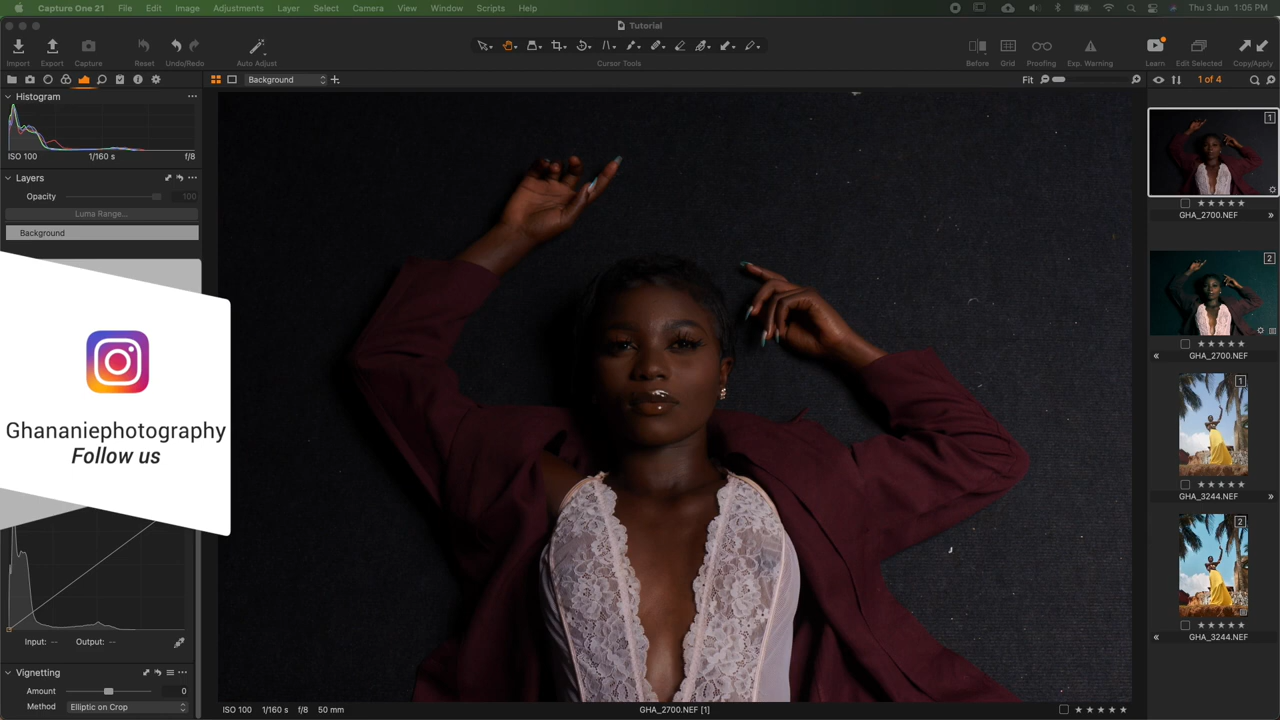 Capture One 21 File Edit Image Adjustments Layer Select Camera View Window Scripts Help Thu 3 Jun 1:05 PM
Tutorial
Import Export Capture Reset Undo/Redo Auto Adjust Cursor Tools Before Grid Proofing Exp. Warning Learn Edit Selected Copy/Apply
Background Fit 1 of 4
Histogram
ISO 100 1/160 s f/8
Layers
Opacity 100
Luma Range...
Background
Ghananiephotography
Follow us
Input: -- Output: --
Vignetting
Amount 0
Method Elliptic on Crop
ISO 100 1/160 s f/8 50 mm GHA_2700.NEF [1]
1
GHA_2700.NEF
2
GHA_2700.NEF
1
GHA_3244.NEF
2
GHA_3244.NEF